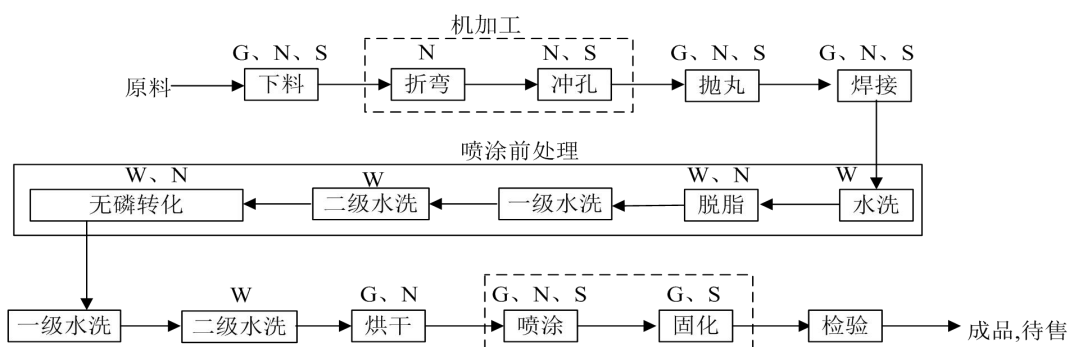 机加工
G、N、S
N
N、S
G、N、S
G、N、S
原料
下料
折弯
冲孔
抛丸
焊接
喷涂前处理
W、N
W
W、N
W
无磷转化
二级水洗
一级水洗
脱脂
水洗
W
G、N
G、N、S
G、S
一级水洗
二级水洗
烘干
喷涂
固化
检验
成品,待售